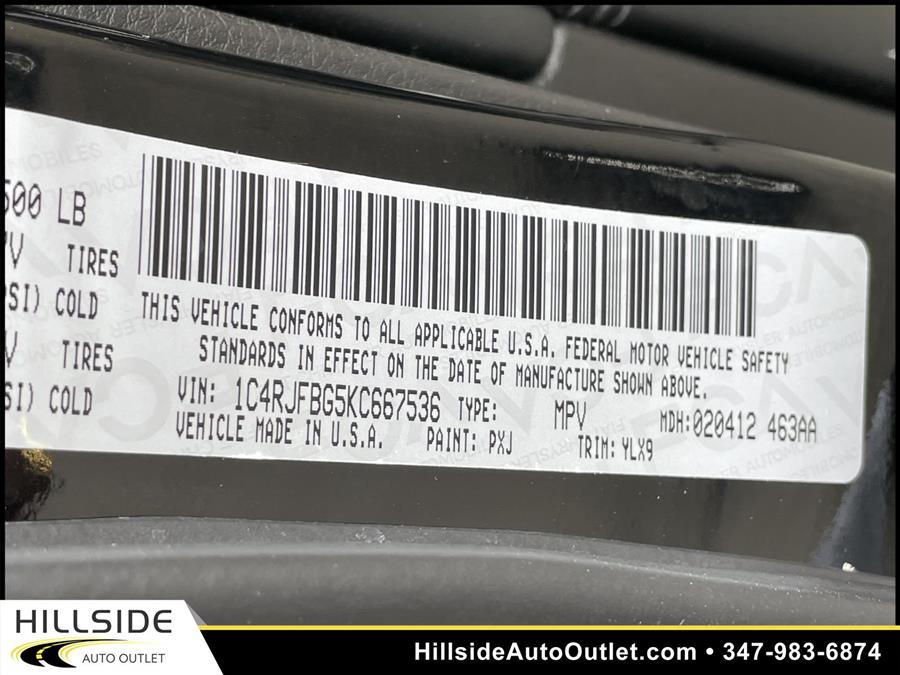 500 LB
TIRES
SI) COLD
TIRES
SI) COLD
THIS VEHICLE CONFORMS TO ALL APPLICABLE U.S.A. FEDERAL MOTOR VEHICLE SAFETY
STANDARDS IN EFFECT ON THE DATE OF MANUFACTURE SHOWN ABOVE.
VIN: 1C4RJFBG5KC667536 TYPE: MPV MDH:020412 463AA
VEHICLE MADE IN U.S.A. PAINT: PXJ TRIM: YLX9
HILLSIDE
AUTO OUTLET
HillsideAutoOutlet.com • 347-983-6874